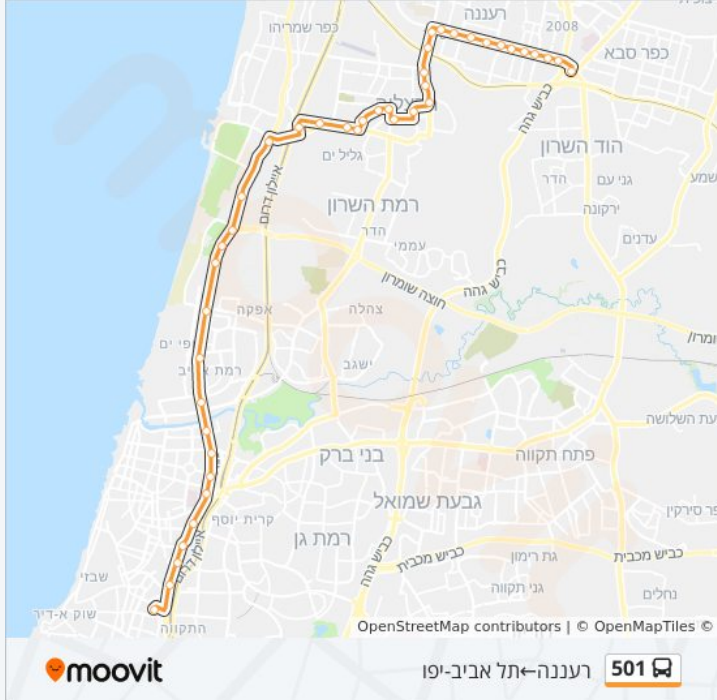 רעננה
2008
כפר שמריהו
כפר סבא
כביש גהה
גליל ים
הוד השרון
הדר
גני עם
ירקונה
איילון דרום
רמת השרון
הדר
עממי
עדנים
כביש גהה
חוצה שומרון
אפקה
צהלה
ישגב
בני ברק
פתח תקווה
גבעת שמואל
קרית יוסף
רמת גן
איילון דרום
כביש גהה
כביש מכבית
גת רימון
כביש מכבית
גני תקווה
נחלים
שבזי
שוק א-דיר
התקווה
OpenStreetMap contributors | © OpenMapTiles ©
moovit
רעננה←תל אביב-יפו
501